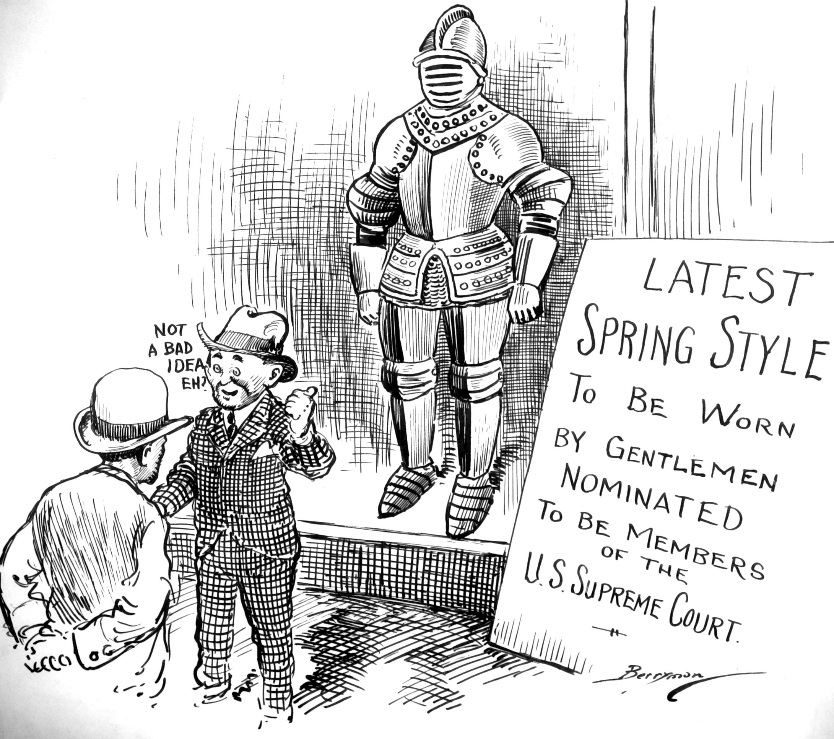 NOT
A BAD
IDEA
EH?
LATEST
SPRING STYLE
TO BE WORN
BY GENTLEMEN
NOMINATED
TO BE MEMBERS
OF THE
U.S. SUPREME COURT.
Berryman